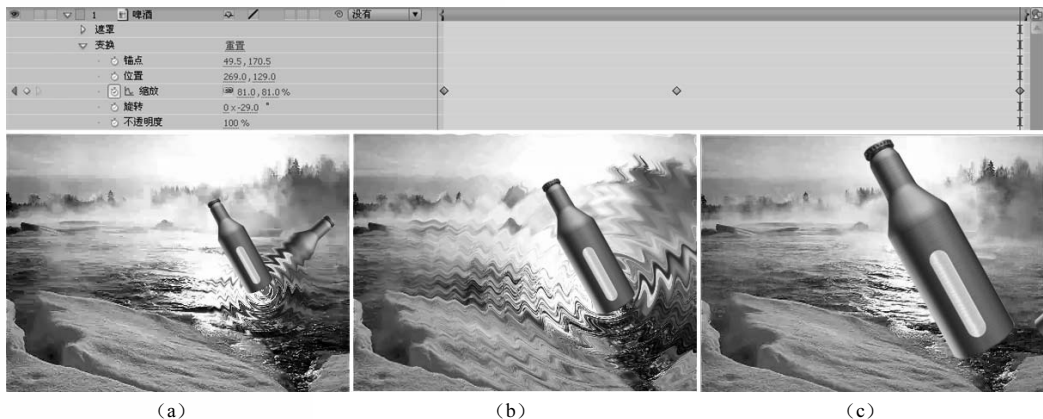 1 啤酒 没有
遮罩
变换 重置
锚点 49.5,170.5
位置 269.0,129.0
缩放 81.0,81.0%
旋转 0x-29.0°
不透明度 100%
(a) (b) (c)